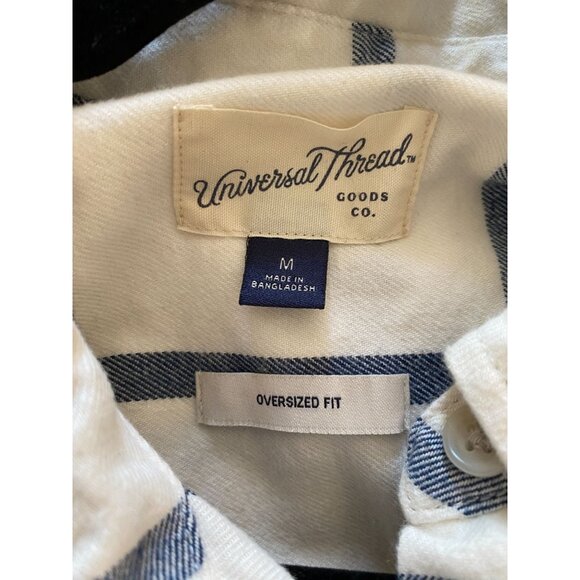 Universal Thread™
GOODS
CO.
M
MADE IN
BANGLADESH
OVERSIZED FIT